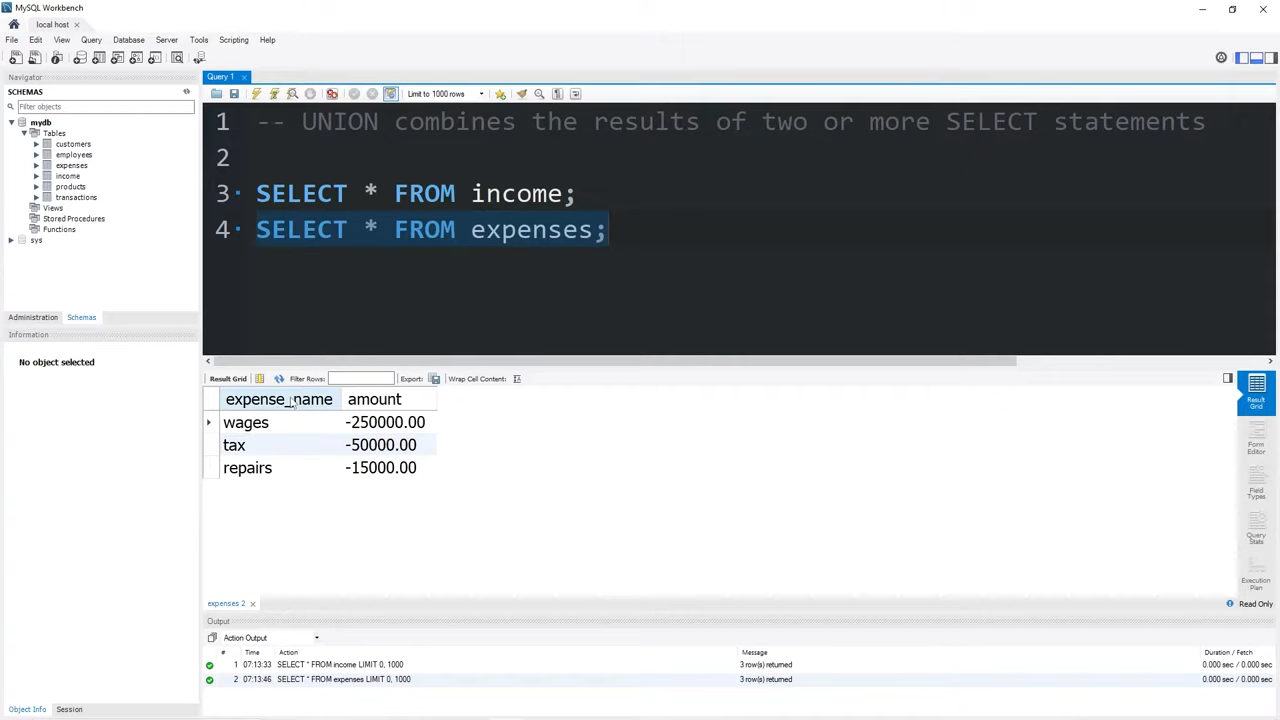 MySQL Workbench
local host
File Edit View Query Database Server Tools Scripting Help
Navigator
SCHEMAS
Filter objects
mydb
Tables
customers
employees
expenses
income
products
transactions
Views
Stored Procedures
Functions
sys
Administration Schemas
Information
No object selected
Object Info Session
Query 1
Limit to 1000 rows
1 -- UNION combines the results of two or more SELECT statements
2
3 SELECT * FROM income;
4 SELECT * FROM expenses;
Result Grid Filter Rows: Export: Wrap Cell Content:
expense_name amount
wages -250000.00
tax -50000.00
repairs -15000.00
Result
Grid
Form
Editor
Field
Types
Query
Stats
Execution
Plan
expenses 2
Read Only
Output
Action Output
# Time Action Message Duration / Fetch
1 07:13:33 SELECT * FROM income LIMIT 0, 1000 3 row(s) returned 0.000 sec / 0.000 sec
2 07:13:46 SELECT * FROM expenses LIMIT 0, 1000 3 row(s) returned 0.000 sec / 0.000 sec